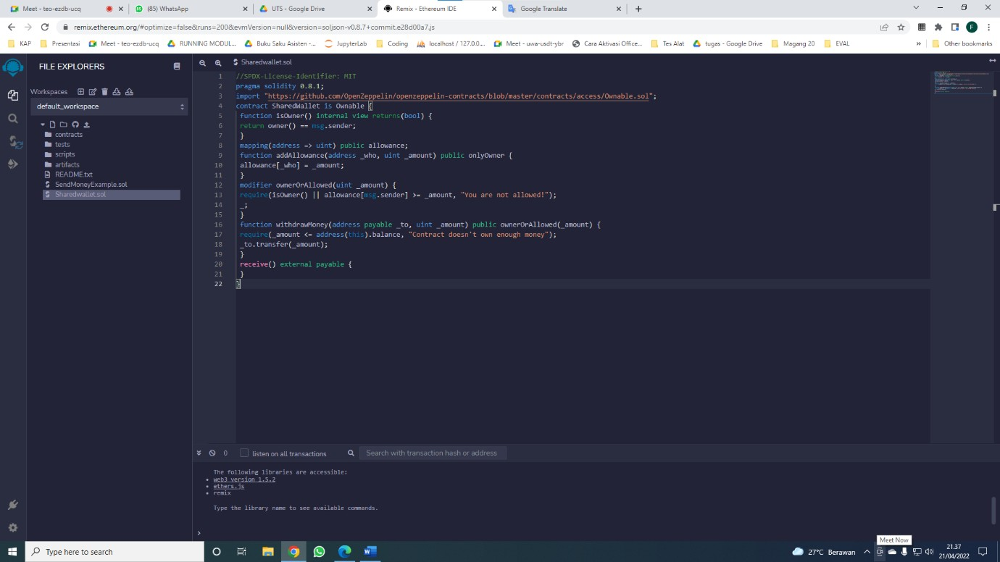 Meet - teo-ezdb-ucq
(85) WhatsApp
UTS - Google Drive
Remix - Ethereum IDE
Google Translate
remix.ethereum.org/#optimize=false&runs=200&evmVersion=null&version=soljson-v0.8.7+commit.e28d00a7.js
F
KAP
Presentasi
Meet - teo-ezdb-ucq
RUNNING MODUL...
Buku Saku Asisten -...
JupyterLab
Coding
localhost / 127.0.0....
Meet - uwa-usdt-ybr
Cara Aktivasi Office...
Tes Alat
tugas - Google Drive
Magang 20
EVAL
»
Other bookmarks
FILE EXPLORERS
Workspaces
default_workspace
contracts
tests
scripts
artifacts
README.txt
SendMoneyExample.sol
Sharedwallet.sol
Sharedwallet.sol
1 //SPDX-License-Identifier: MIT
2 pragma solidity 0.8.1;
3 import "https://github.com/OpenZeppelin/openzeppelin-contracts/blob/master/contracts/access/Ownable.sol";
4 contract SharedWallet is Ownable {
5 function isOwner() internal view returns(bool) {
6 return owner() == msg.sender;
7 }
8 mapping(address => uint) public allowance;
9 function addAllowance(address _who, uint _amount) public onlyOwner {
10 allowance[_who] = _amount;
11 }
12 modifier ownerOrAllowed(uint _amount) {
13 require(isOwner() || allowance[msg.sender] >= _amount, "You are not allowed!");
14 _;
15 }
16 function withdrawMoney(address payable _to, uint _amount) public ownerOrAllowed(_amount) {
17 require(_amount <= address(this).balance, "Contract doesn't own enough money");
18 _to.transfer(_amount);
19 }
20 receive() external payable {
21 }
22 }
0
listen on all transactions
Search with transaction hash or address
The following libraries are accessible:
• web3 version 1.5.2
• ethers.js
• remix
Type the library name to see available commands.
>
Meet Now
Type here to search
27°C Berawan
21.37
21/04/2022